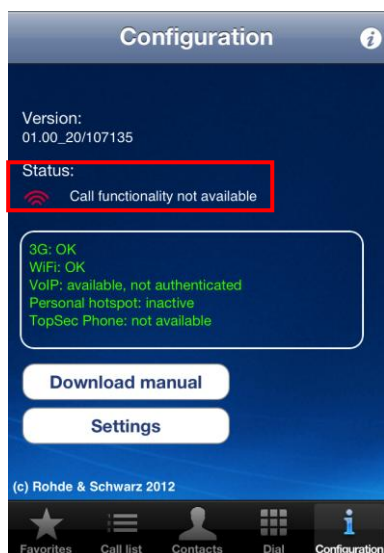 Configuration
Version:
01.00_20/107135
Status:
Call functionality not available
3G: OK
WiFi: OK
VoIP: available, not authenticated
Personal hotspot: inactive
TopSec Phone: not available
Download manual
Settings
(c) Rohde & Schwarz 2012
Favorites Call list Contacts Dial Configuration